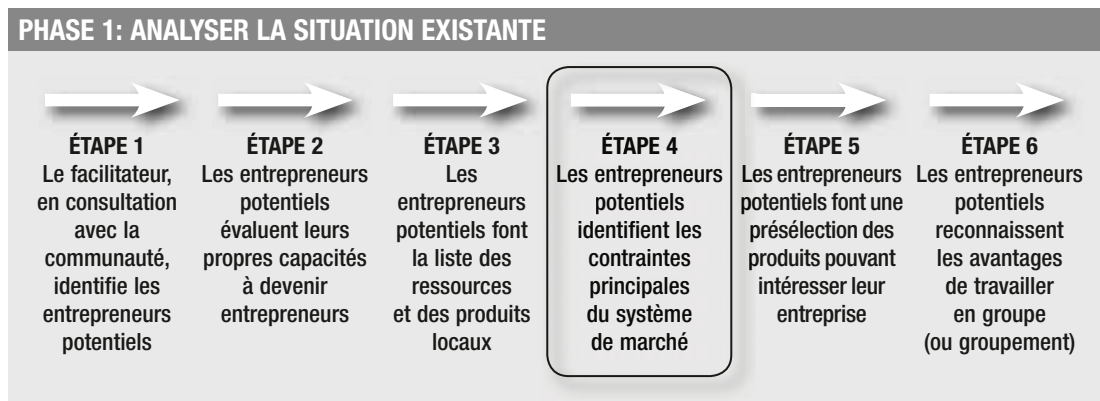 PHASE 1: ANALYSER LA SITUATION EXISTANTE
ÉTAPE 1
Le facilitateur,
en consultation
avec la
communauté,
identifie les
entrepreneurs
potentiels
ÉTAPE 2
Les entrepreneurs
potentiels
évaluent leurs
propres capacités
à devenir
entrepreneurs
ÉTAPE 3
Les
entrepreneurs
potentiels font
la liste des
ressources
et des produits
locaux
ÉTAPE 4
Les entrepreneurs
potentiels
identifient les
contraintes
principales
du système
de marché
ÉTAPE 5
Les entrepreneurs
potentiels font une
présélection des
produits pouvant
intéresser leur
entreprise
ÉTAPE 6
Les entrepreneurs
potentiels
reconnaissent
les avantages
de travailler
en groupe
(ou groupement)